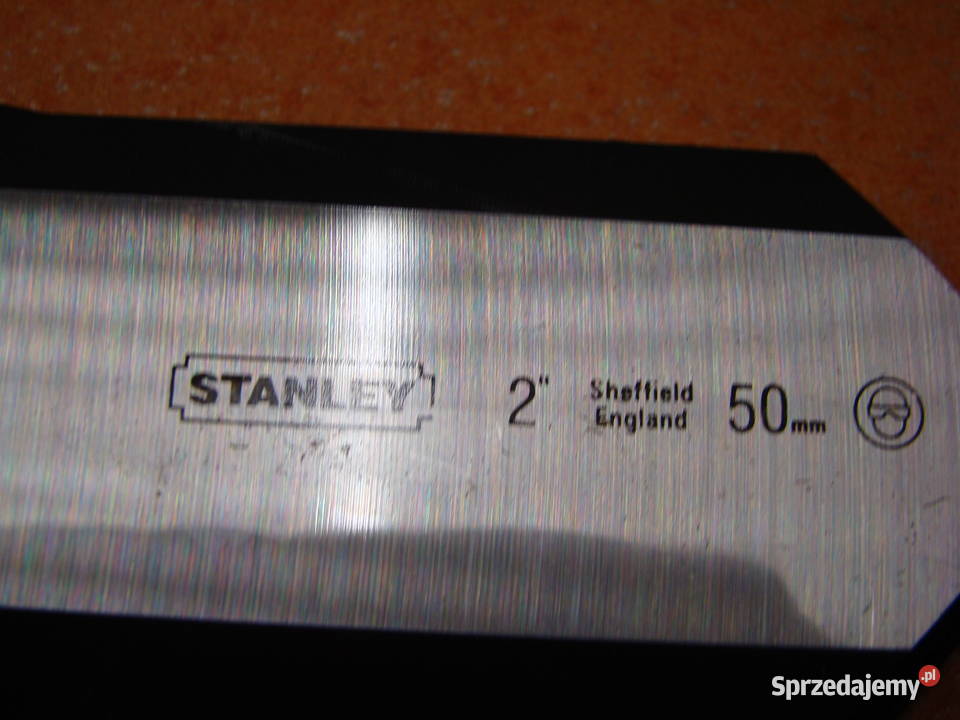 STANLEY
2" Sheffield England 50mm
Sprzedajemy.pl